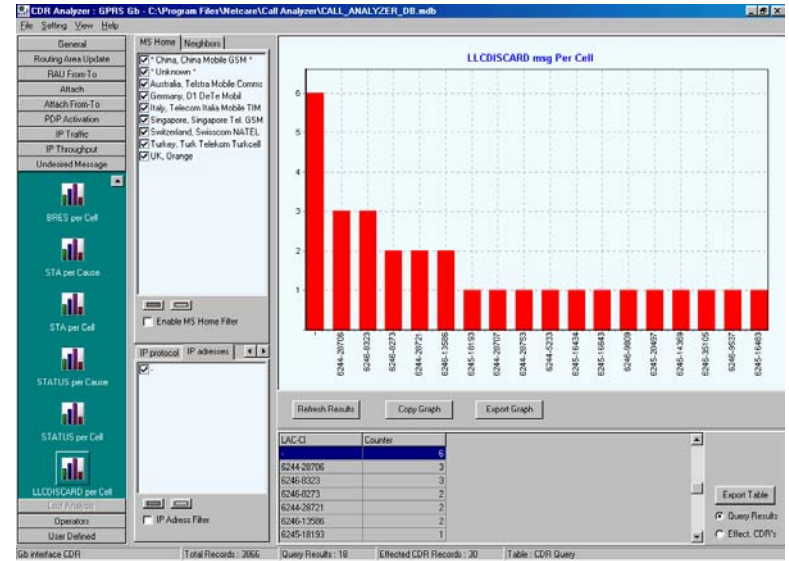 CDR Analyzer : GPRS Gb - C:\Program Files\Netcare\Call Analyzer\CALL_ANALYZER_DB.mdb
File Setting View Help
General
Routing Area Update
RAU From-To
Attach
Attach From-To
PDP Activation
IP Traffic
IP Throughput
Undesired Message
BRES per Cell
STA per Cause
STA per Cell
STATUS per Cause
STATUS per Cell
LLCDISCARD per Cell
Last Analysis
Operators
User Defined
MS Home Neighbors
* China, China Mobile GSM *
* Unknown *
Australia, Telstra Mobile Comms
Germany, D1 DeTe Mobil
Italy, Telecom Italia Mobile TIM
Singapore, Singapore Tel. GSM
Switzerland, Swisscom NATEL
Turkey, Turk Telekom Turkcell
UK, Orange
Enable MS Home Filter
IP protocol IP adresses
-
IP Adress Filter
LLCDISCARD msg Per Cell
6
5
4
3
2
1
-
6244-28706
6246-8323
6246-8273
6244-28721
6246-13586
6245-18193
6244-28707
6244-28753
6244-5233
6245-16434
6245-16643
6246-9809
6245-20497
6246-14369
6246-35105
6246-9537
6245-16483
Refresh Results Copy Graph Export Graph
LAC-CI Counter
- 6
6244-28706 3
6246-8323 3
6246-8273 2
6244-28721 2
6246-13586 2
6245-18193 1
Export Table
Query Results
Effect. CDR's
Gb interface CDR Total Records : 3066 Query Results : 18 Effected CDR Records : 30 Table : CDR Query